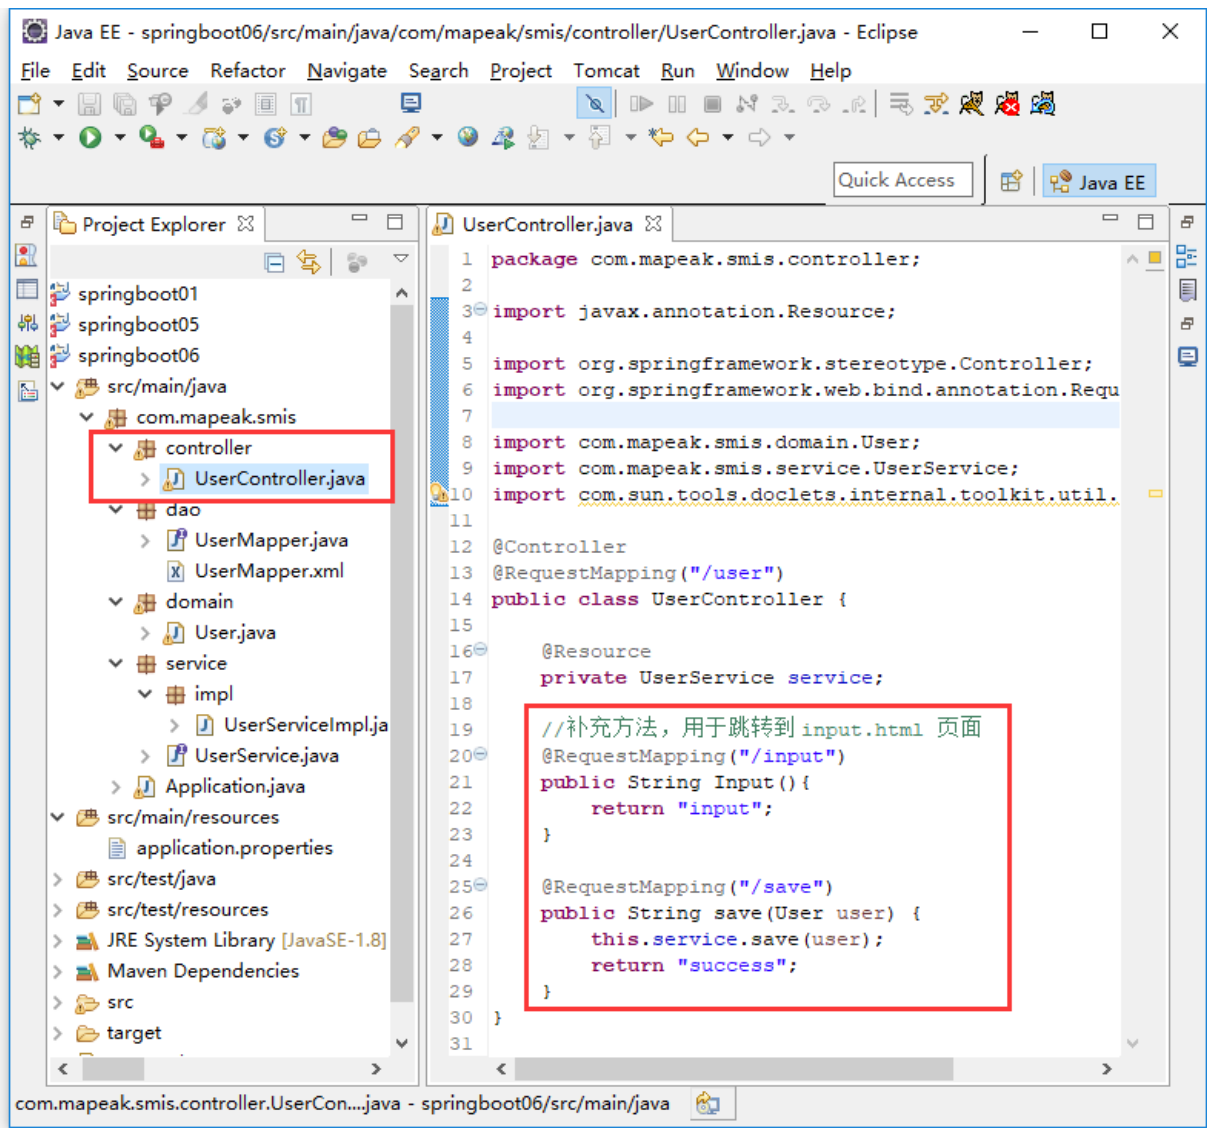 Java EE - springboot06/src/main/java/com/mapeak/smis/controller/UserController.java - Eclipse
File Edit Source Refactor Navigate Search Project Tomcat Run Window Help
Quick Access
Java EE
Project Explorer
springboot01
springboot05
springboot06
src/main/java
com.mapeak.smis
controller
UserController.java
dao
UserMapper.java
UserMapper.xml
domain
User.java
service
impl
UserServiceImpl.ja
UserService.java
Application.java
src/main/resources
application.properties
src/test/java
src/test/resources
JRE System Library [JavaSE-1.8]
Maven Dependencies
src
target
UserController.java
1 package com.mapeak.smis.controller;
2
3 import javax.annotation.Resource;
4
5 import org.springframework.stereotype.Controller;
6 import org.springframework.web.bind.annotation.Requ
7
8 import com.mapeak.smis.domain.User;
9 import com.mapeak.smis.service.UserService;
10 import com.sun.tools.doclets.internal.toolkit.util.
11
12 @Controller
13 @RequestMapping("/user")
14 public class UserController {
15
16 @Resource
17 private UserService service;
18
19 //补充方法，用于跳转到 input.html 页面
20 @RequestMapping("/input")
21 public String Input(){
22 return "input";
23 }
24
25 @RequestMapping("/save")
26 public String save(User user) {
27 this.service.save(user);
28 return "success";
29 }
30 }
31
com.mapeak.smis.controller.UserCon....java - springboot06/src/main/java